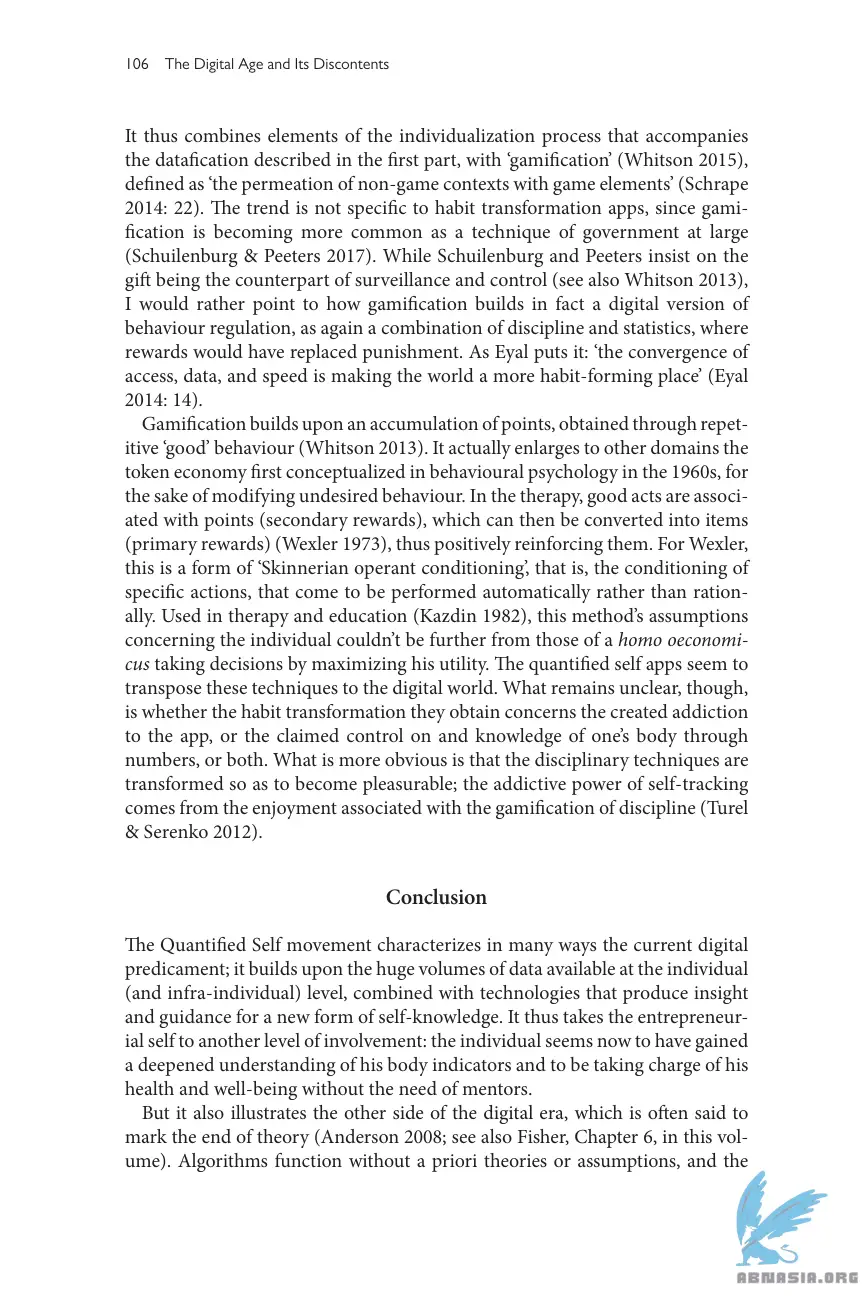 106 The Digital Age and Its Discontents
It thus combines elements of the individualization process that accompanies
the datafication described in the first part, with ‘gamification’ (Whitson 2015),
defined as ‘the permeation of non-game contexts with game elements’ (Schrape
2014: 22). The trend is not specific to habit transformation apps, since gami-
fication is becoming more common as a technique of government at large
(Schuilenburg & Peeters 2017). While Schuilenburg and Peeters insist on the
gift being the counterpart of surveillance and control (see also Whitson 2013),
I would rather point to how gamification builds in fact a digital version of
behaviour regulation, as again a combination of discipline and statistics, where
rewards would have replaced punishment. As Eyal puts it: ‘the convergence of
access, data, and speed is making the world a more habit-forming place’ (Eyal
2014: 14).
Gamification builds upon an accumulation of points, obtained through repet-
itive ‘good’ behaviour (Whitson 2013). It actually enlarges to other domains the
token economy first conceptualized in behavioural psychology in the 1960s, for
the sake of modifying undesired behaviour. In the therapy, good acts are associ-
ated with points (secondary rewards), which can then be converted into items
(primary rewards) (Wexler 1973), thus positively reinforcing them. For Wexler,
this is a form of ‘Skinnerian operant conditioning’, that is, the conditioning of
specific actions, that come to be performed automatically rather than ration-
ally. Used in therapy and education (Kazdin 1982), this method’s assumptions
concerning the individual couldn’t be further from those of a homo oeconomi-
cus taking decisions by maximizing his utility. The quantified self apps seem to
transpose these techniques to the digital world. What remains unclear, though,
is whether the habit transformation they obtain concerns the created addiction
to the app, or the claimed control on and knowledge of one’s body through
numbers, or both. What is more obvious is that the disciplinary techniques are
transformed so as to become pleasurable; the addictive power of self-tracking
comes from the enjoyment associated with the gamification of discipline (Turel
& Serenko 2012).
Conclusion
The Quantified Self movement characterizes in many ways the current digital
predicament; it builds upon the huge volumes of data available at the individual
(and infra-individual) level, combined with technologies that produce insight
and guidance for a new form of self-knowledge. It thus takes the entrepreneur-
ial self to another level of involvement: the individual seems now to have gained
a deepened understanding of his body indicators and to be taking charge of his
health and well-being without the need of mentors.
But it also illustrates the other side of the digital era, which is often said to
mark the end of theory (Anderson 2008; see also Fisher, Chapter 6, in this vol-
ume). Algorithms function without a priori theories or assumptions, and the
ABNASIA.ORG